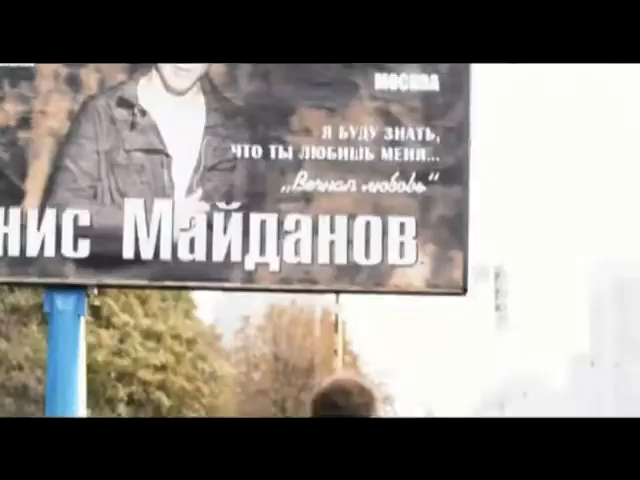 МОСКВА
Я БУДУ ЗНАТЬ,
ЧТО ТЫ ЛЮБИШЬ МЕНЯ...
„Вечная любовь“
нис Майданов